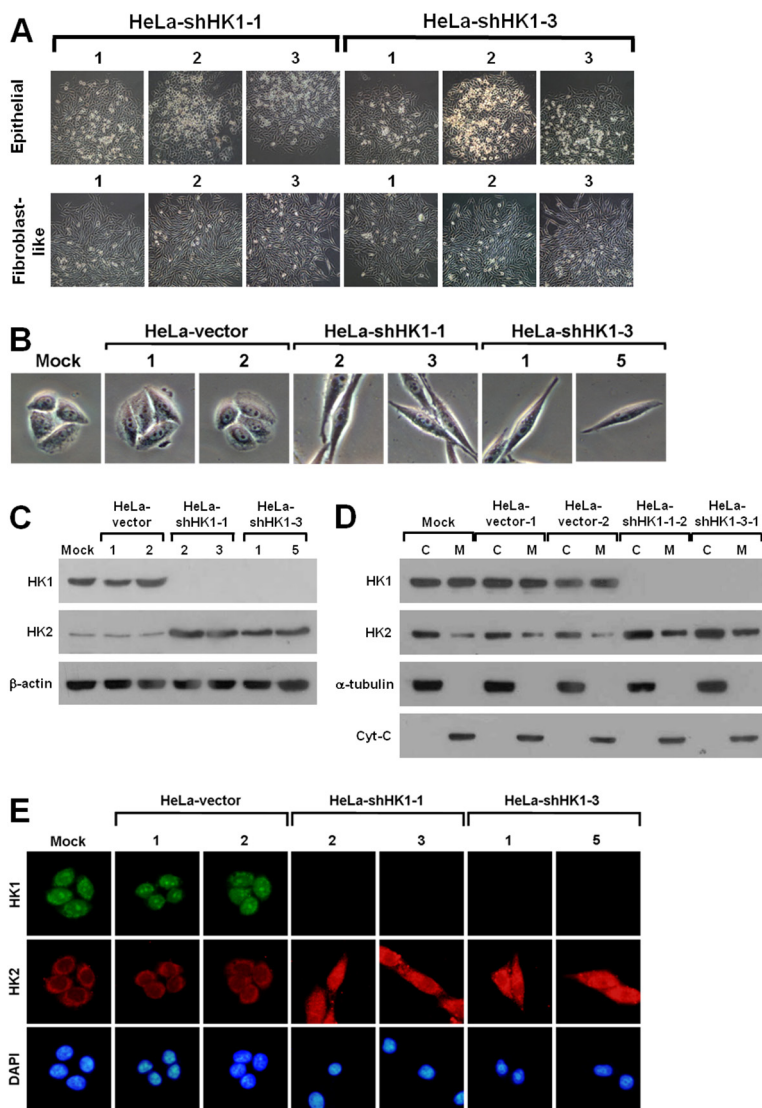 A
HeLa-shHK1-1 HeLa-shHK1-3
1 2 3 1 2 3
Epithelial
1 2 3 1 2 3
Fibroblast-
like
B
HeLa-vector HeLa-shHK1-1 HeLa-shHK1-3
Mock 1 2 2 3 1 5
C
HeLa-
vector HeLa-
shHK1-1 HeLa-
shHK1-3
Mock 1 2 2 3 1 5
HK1
HK2
β-actin
D
Mock HeLa-
vector-1 HeLa-
vector-2 HeLa-
shHK1-1-2 HeLa-
shHK1-3-1
C M C M C M C M C M
HK1
HK2
α-tubulin
Cyt-C
E
HeLa-vector HeLa-shHK1-1 HeLa-shHK1-3
Mock 1 2 2 3 1 5
HK1
HK2
DAPI